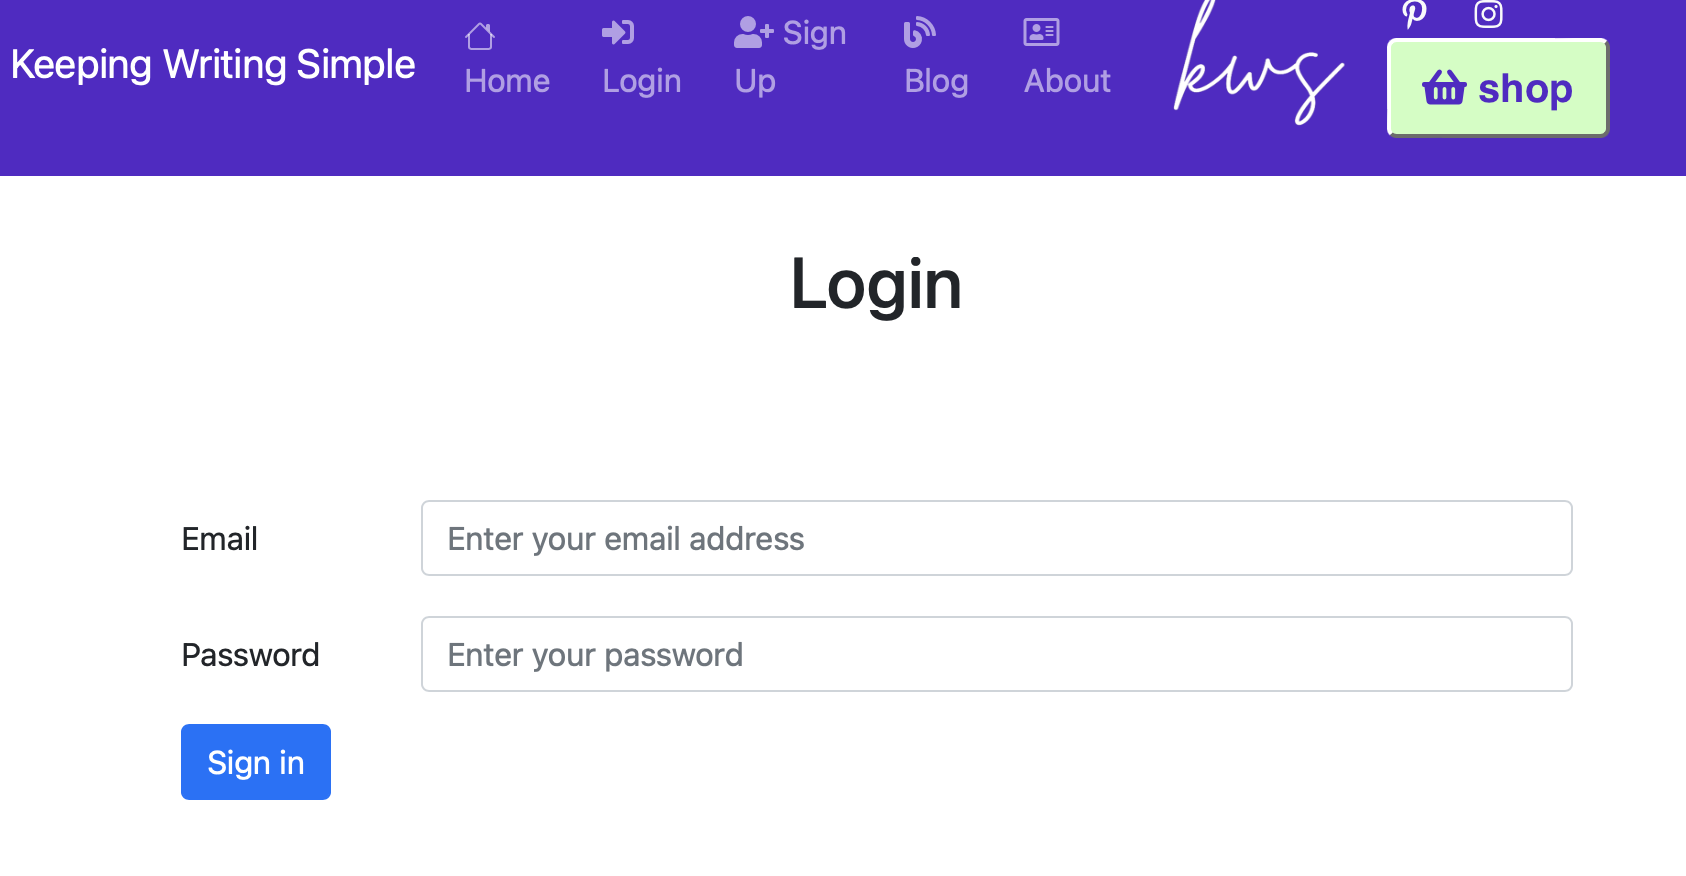 Keeping Writing Simple
Home
Login
Sign
Up
Blog
About
kws
shop
Login
Email
Enter your email address
Password
Enter your password
Sign in